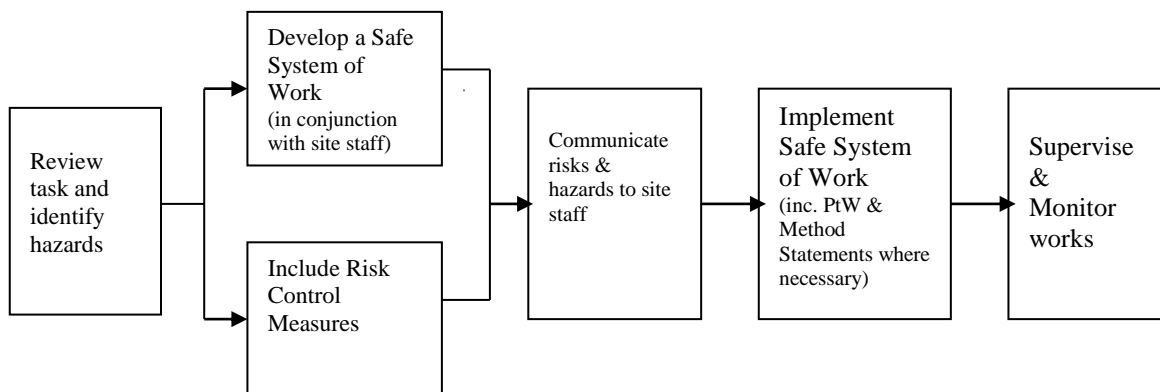 Review
task and
identify
hazards
Develop a Safe
System of
Work
(in conjunction
with site staff)
Include Risk
Control
Measures
Communicate
risks &
hazards to site
staff
Implement
Safe System
of Work
(inc. PtW &
Method
Statements where
necessary)
Supervise
&
Monitor
works